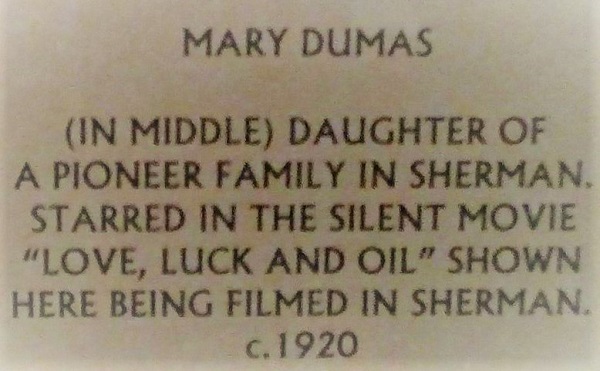 MARY DUMAS
(IN MIDDLE) DAUGHTER OF
A PIONEER FAMILY IN SHERMAN.
STARRED IN THE SILENT MOVIE
"LOVE, LUCK AND OIL" SHOWN
HERE BEING FILMED IN SHERMAN.
c.1920